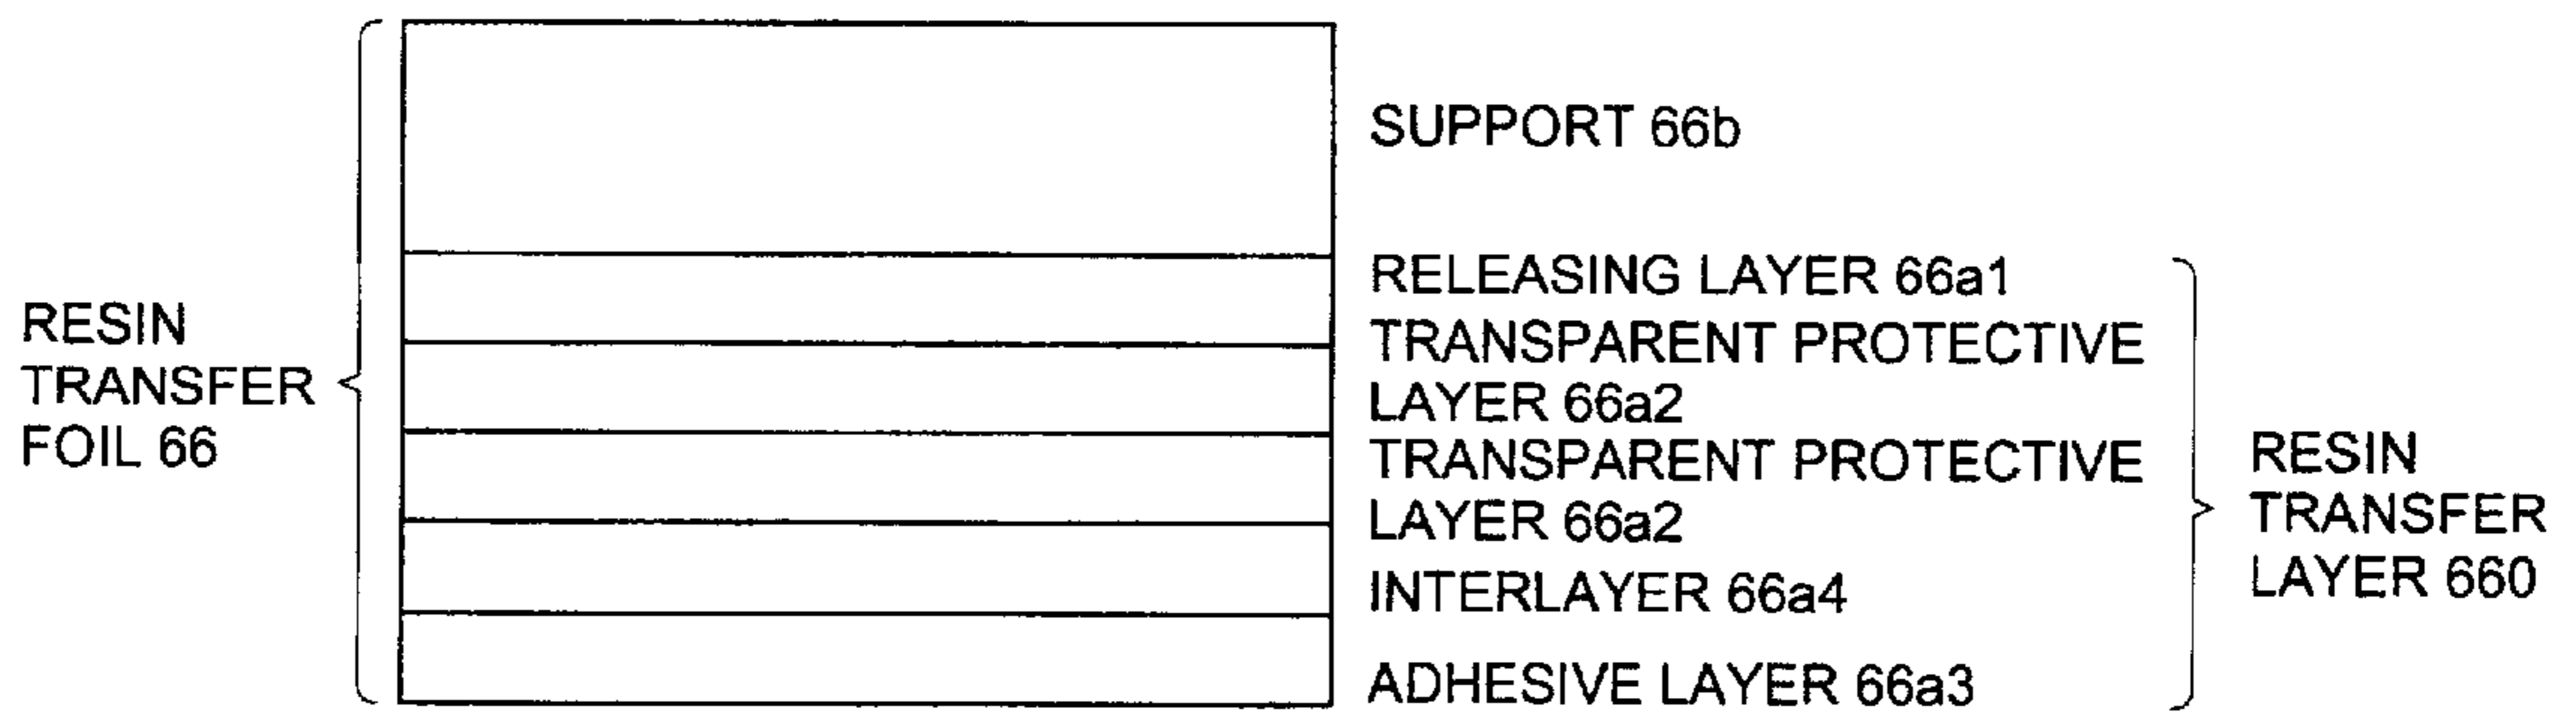 RESIN
TRANSFER
FOIL 66
SUPPORT 66b
RELEASING LAYER 66a1
TRANSPARENT PROTECTIVE
LAYER 66a2
TRANSPARENT PROTECTIVE
LAYER 66a2
INTERLAYER 66a4
ADHESIVE LAYER 66a3
RESIN
TRANSFER
LAYER 660